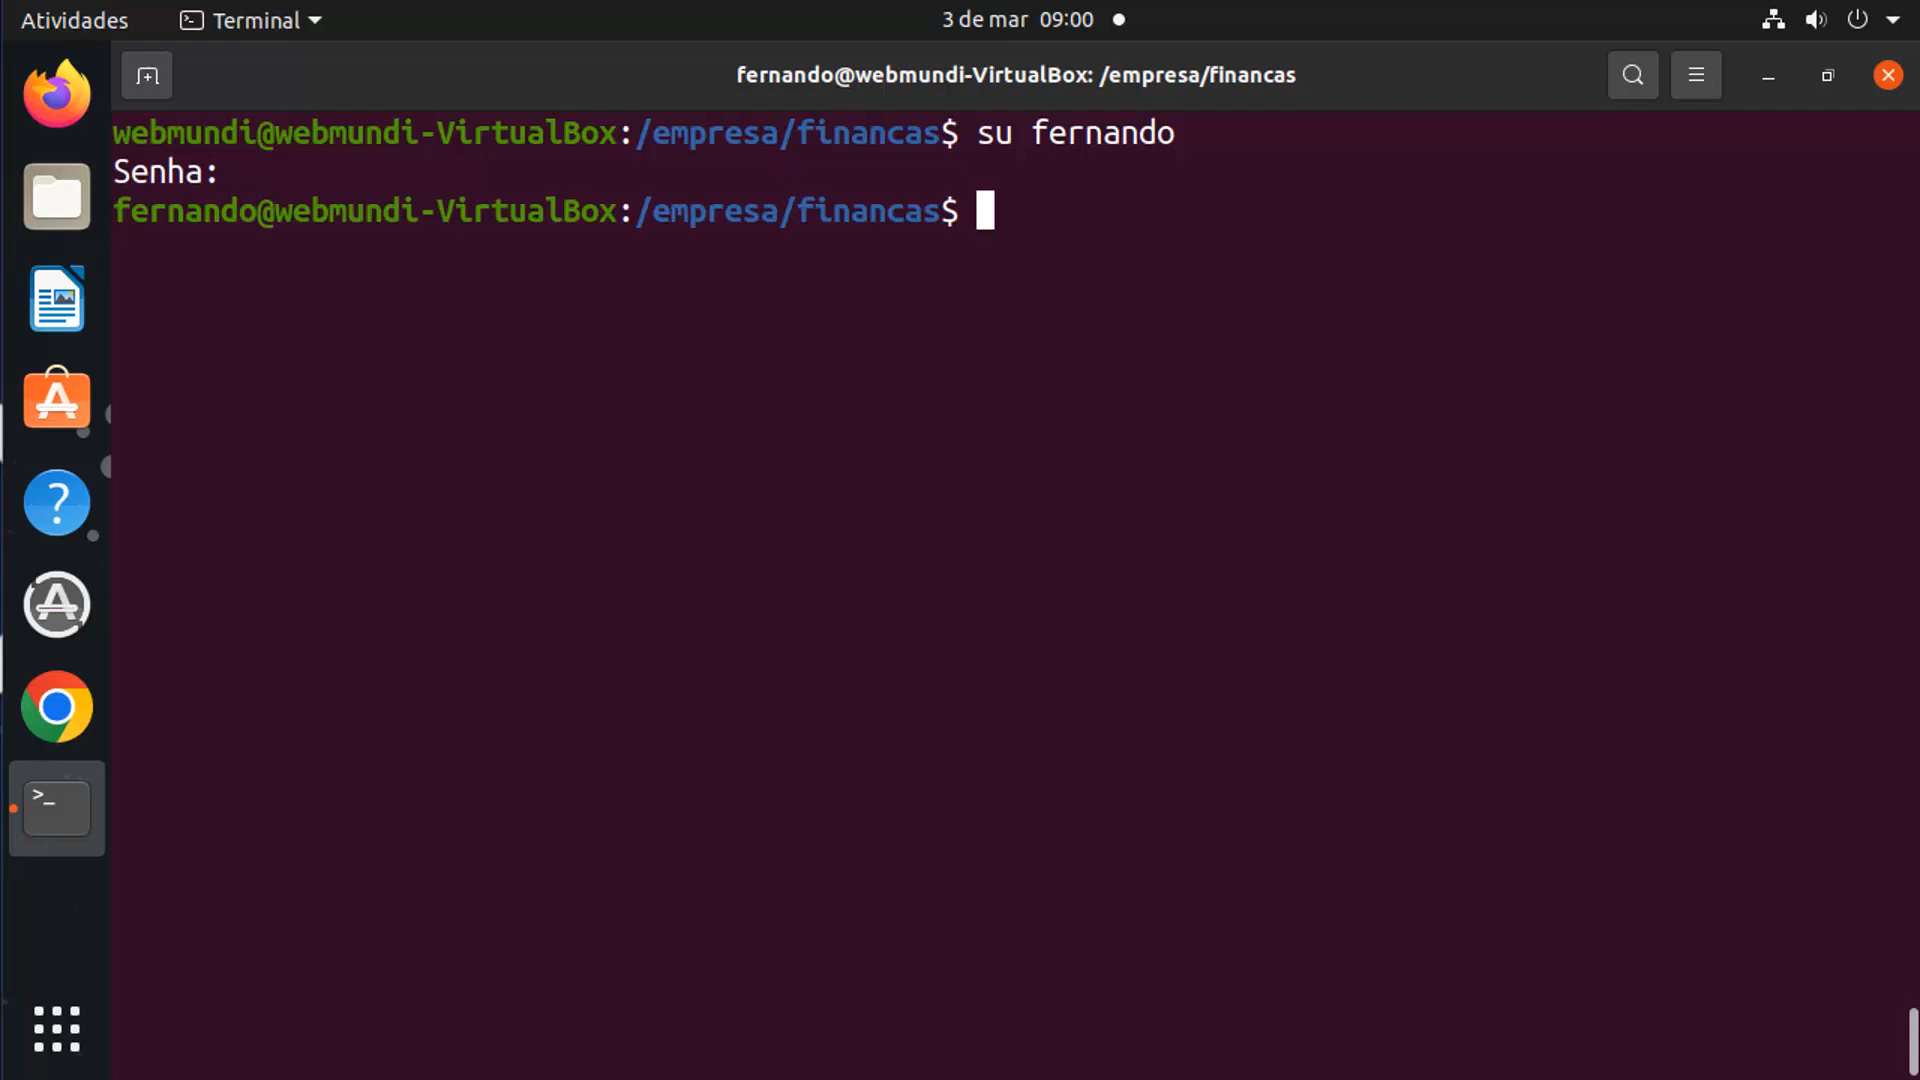 Atividades
Terminal
3 de mar 09:00
fernando@webmundi-VirtualBox: /empresa/financas
webmundi@webmundi-VirtualBox:/empresa/financas$ su fernando
Senha:
fernando@webmundi-VirtualBox:/empresa/financas$